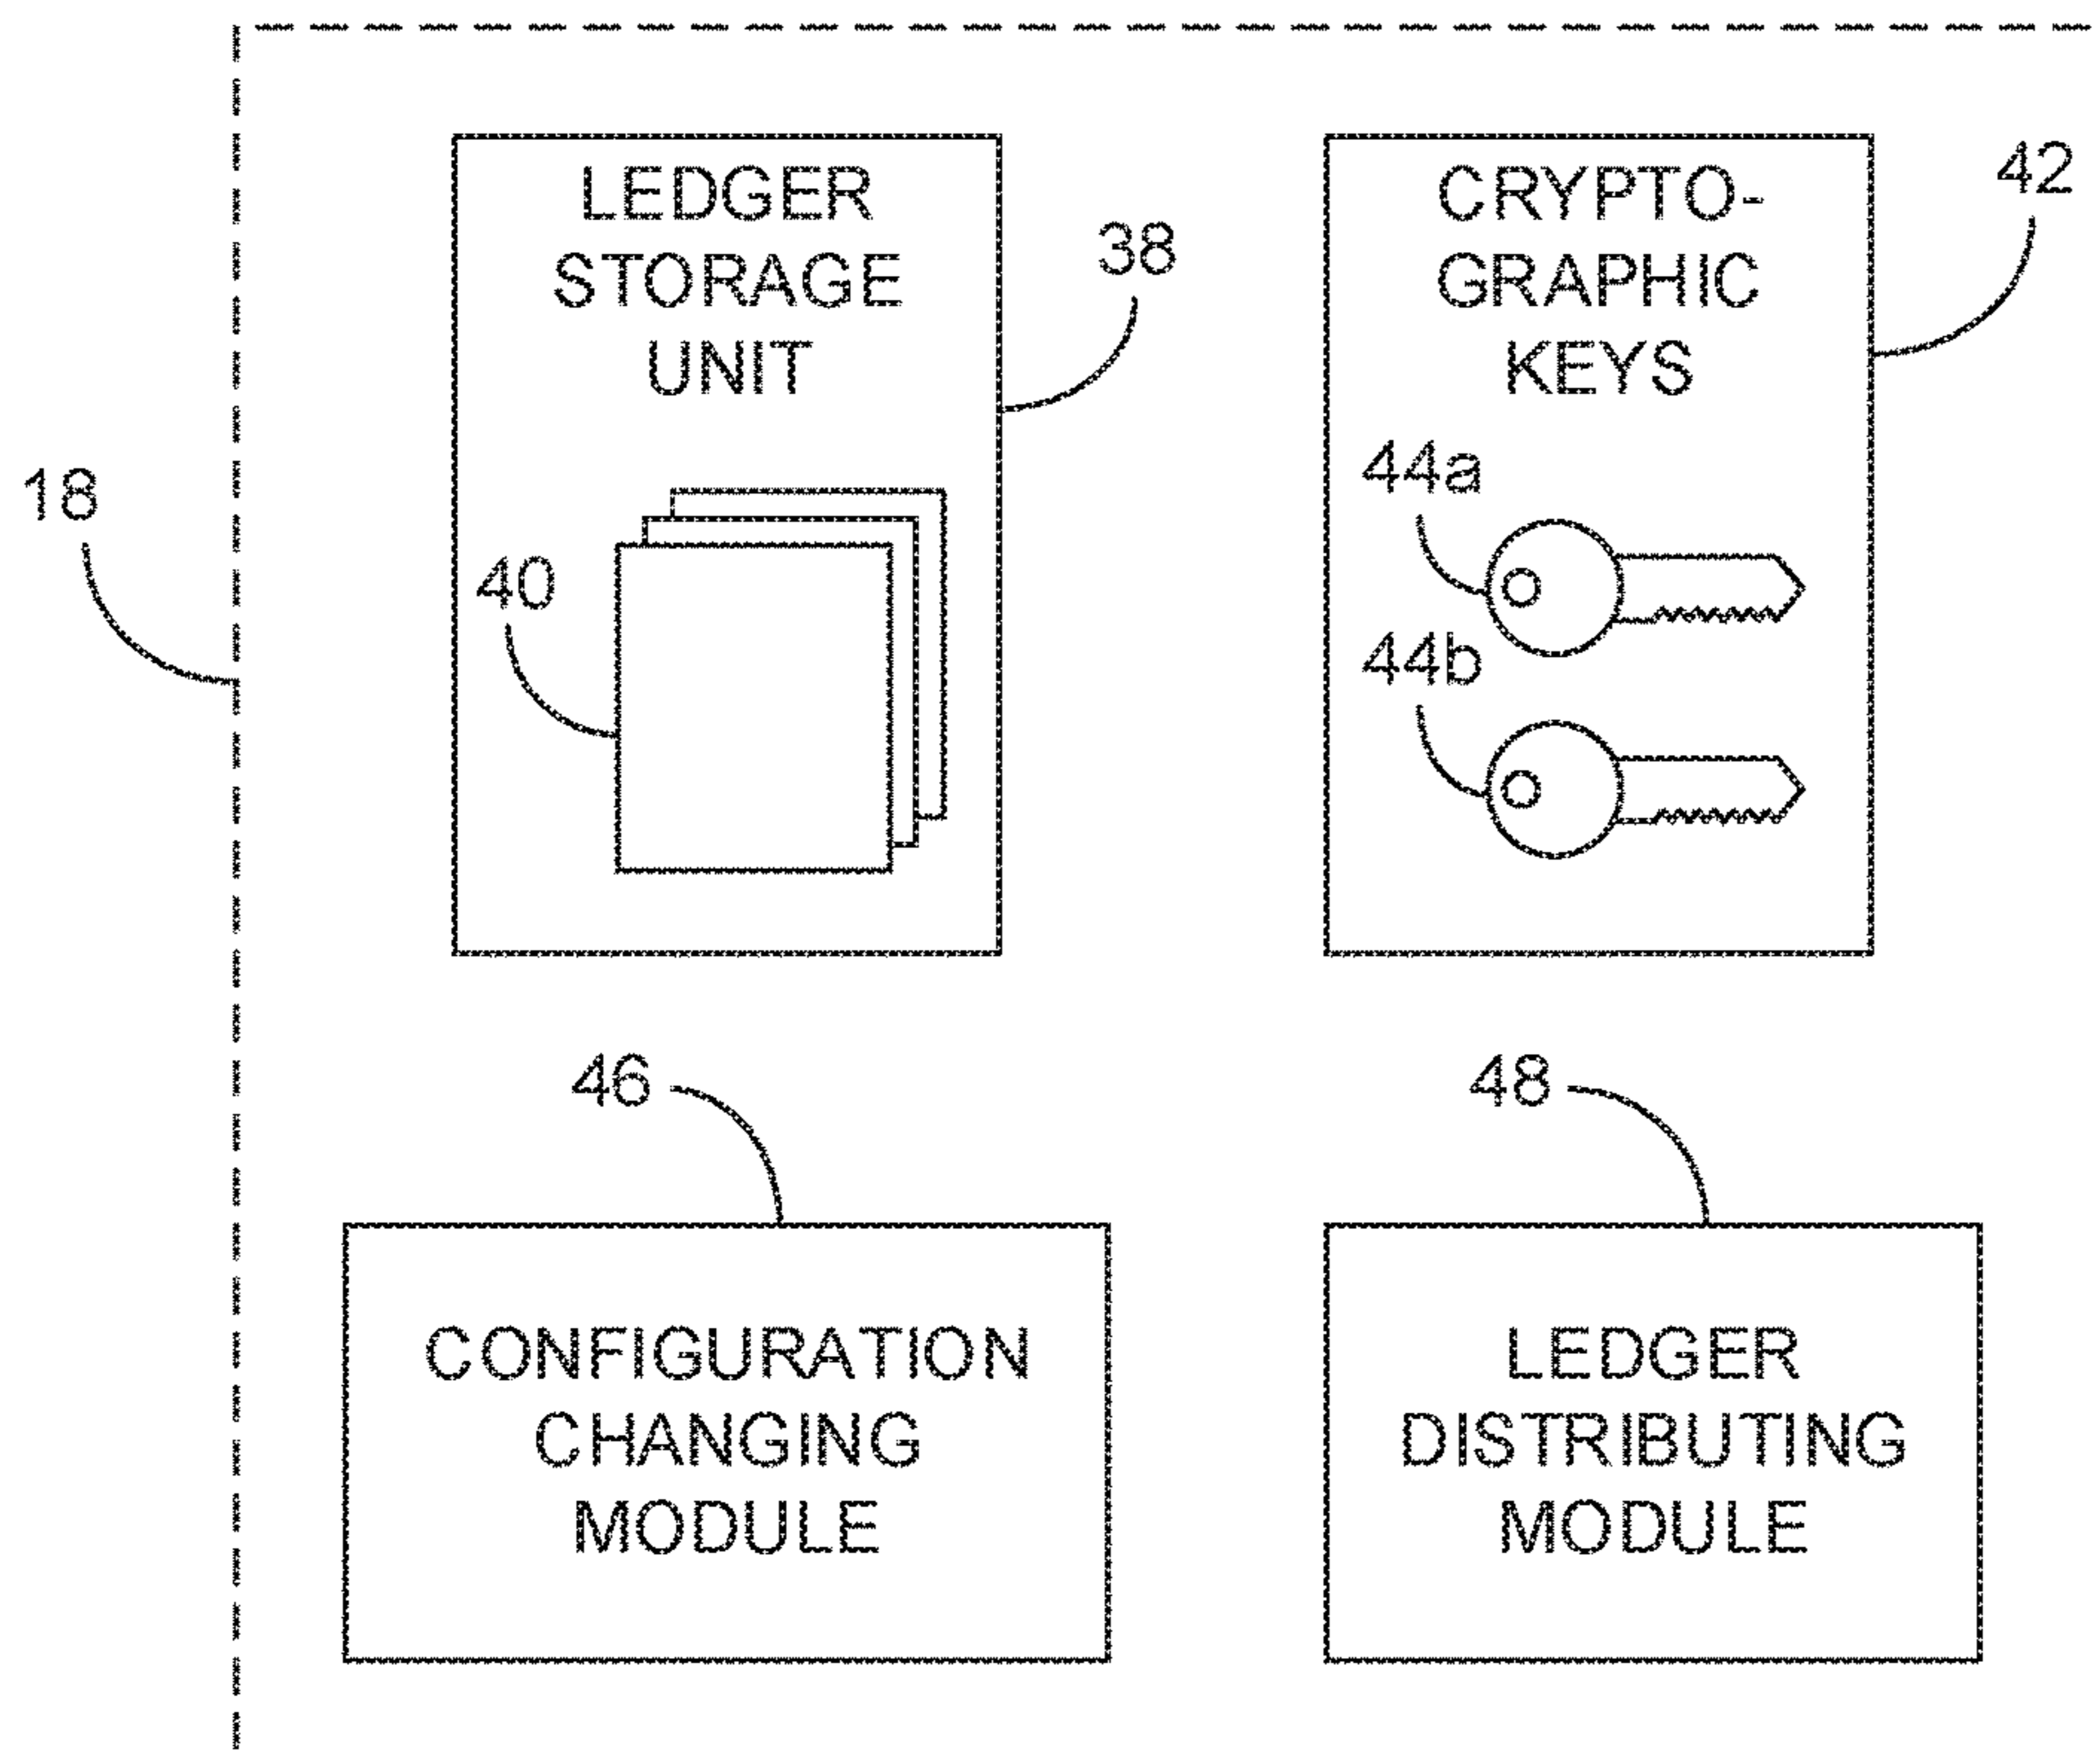 LEDGER
STORAGE
UNIT
38
CRYPTO-
GRAPHIC
KEYS
42
18
40
44a
44b
46
48
CONFIGURATION
CHANGING
MODULE
LEDGER
DISTRIBUTING
MODULE